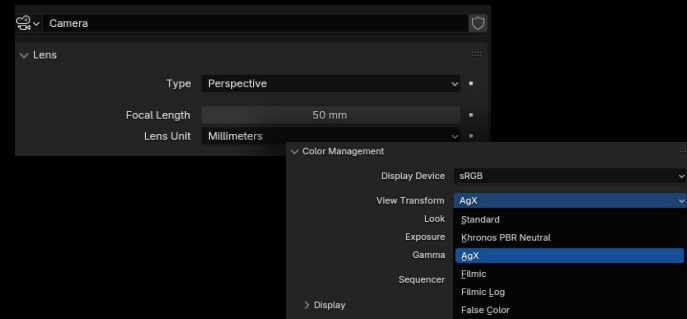 Camera
Lens
Type Perspective
Focal Length 50 mm
Lens Unit Millimeters
Color Management
Display Device sRGB
View Transform AgX
Look Standard
Exposure Khronos PBR Neutral
Gamma AgX
Filmic
Sequencer
Filmic Log
Display False Color